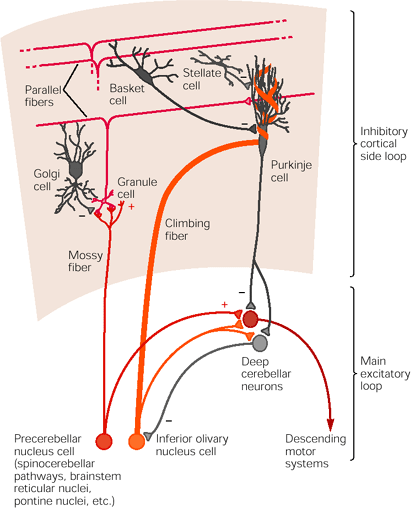 Parallel
fibers
Basket
cell
Stellate
cell
−
−
Inhibitory
cortical
side loop
Golgi
cell
−
Granule
cell
+
Purkinje
cell
Climbing
fiber
Mossy
fiber
−
+
Deep
cerebellar
neurons
Main
excitatory
loop
−
Precerebellar
nucleus cell
(spinocerebellar
pathways, brainstem
reticular nuclei,
pontine nuclei, etc.)
Inferior olivary
nucleus cell
Descending
motor
systems